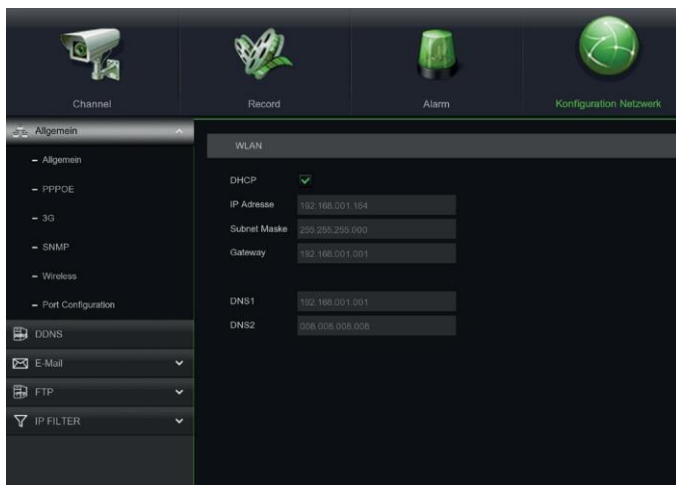 Channel
Record
Alarm
Konfiguration Netzwerk
Allgemein
– Allgemein
– PPPOE
– 3G
– SNMP
– Wireless
– Port Configuration
DDNS
E-Mail
FTP
IP FILTER
WLAN
DHCP
IP Adresse 192.168.001.164
Subnet Maske 255.255.255.000
Gateway 192.168.001.001
DNS1 192.168.001.001
DNS2 008.008.008.008